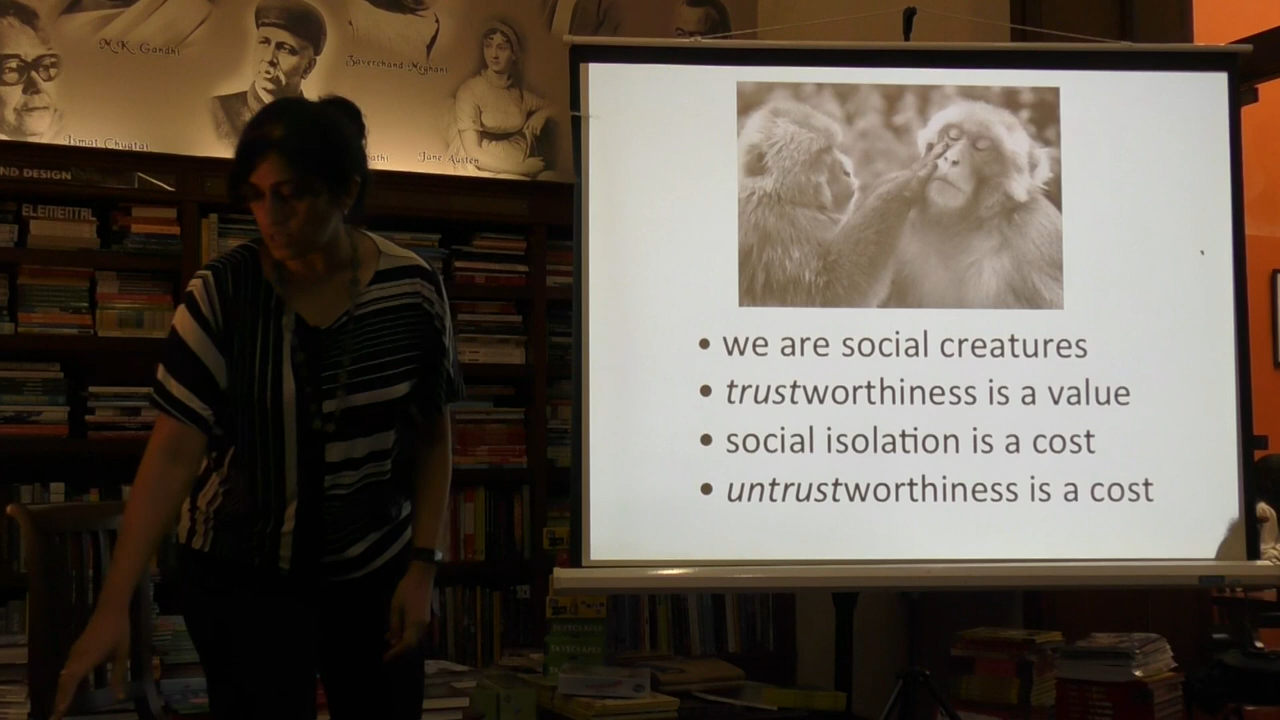 M.K. Gandhi
Zaverchand Meghani
Ismat Chugtai
Jane Austen
ND DESIGN
ELEMENTAL
• we are social creatures
• trustworthiness is a value
• social isolation is a cost
• untrustworthiness is a cost